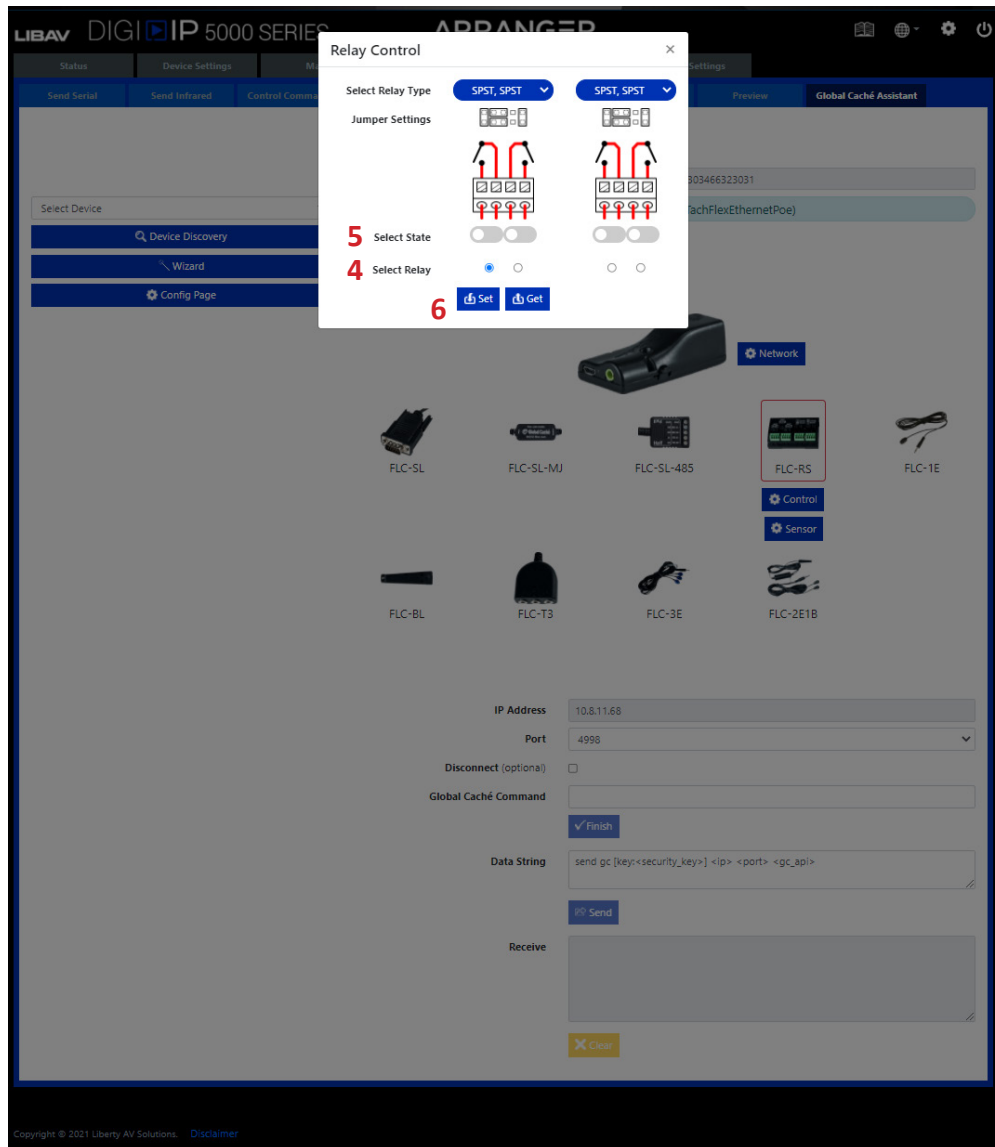 LIBAV DIGI IP 5000 SERIES ARRANGER
Status Device Settings Ma Settings
Send Serial Send Infrared Control Comma Preview Global Caché Assistant
Relay Control ×
Select Relay Type SPST, SPST SPST, SPST
Jumper Settings
5 Select State
4 Select Relay
6 Set Get
303466323031
Select Device TachFlexEthernetPoe)
Device Discovery
Wizard
Config Page
Network
FLC-SL FLC-SL-MJ FLC-SL-485 FLC-RS FLC-1E
Control
Sensor
FLC-BL FLC-T3 FLC-3E FLC-2E1B
IP Address 10.8.11.68
Port 4998
Disconnect (optional)
Global Caché Command
Finish
Data String send gc [key:<security_key>] <ip> <port> <gc_api>
Send
Receive
Clear
Copyright © 2021 Liberty AV Solutions. Disclaimer